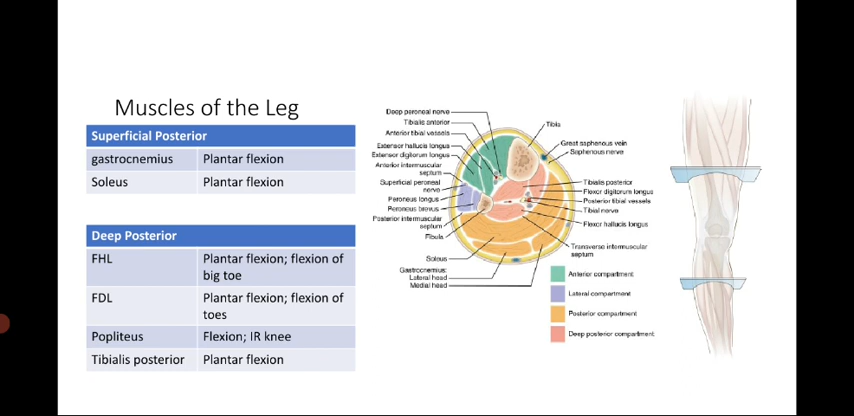 Muscles of the Leg
Superficial Posterior
gastrocnemius Plantar flexion
Soleus Plantar flexion
Deep Posterior
FHL Plantar flexion; flexion of
big toe
FDL Plantar flexion; flexion of
toes
Popliteus Flexion; IR knee
Tibialis posterior Plantar flexion
Deep peroneal nerve
Tibialis anterior
Anterior tibial vessels
Extensor hallucis longus
Extensor digitorum longus
Anterior intermuscular
septum
Superficial peroneal
nerve
Peroneus longus
Peroneus brevus
Posterior intermuscular
septum
Fibula
Soleus
Gastrocnemius:
Lateral head
Medial head
Tibia
Great saphenous vein
Saphenous nerve
Tibialis posterior
Flexor digitorum longus
Posterior tibial vessels
Tibial nerve
Flexor hallucis longus
Transverse intermuscular
septum
Anterior compartment
Lateral compartment
Posterior compartment
Deep posterior compartment